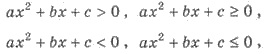 ax² + bx + c > 0 , ax² + bx + c ≥ 0 ,
ax² + bx + c < 0 , ax² + bx + c ≤ 0 ,